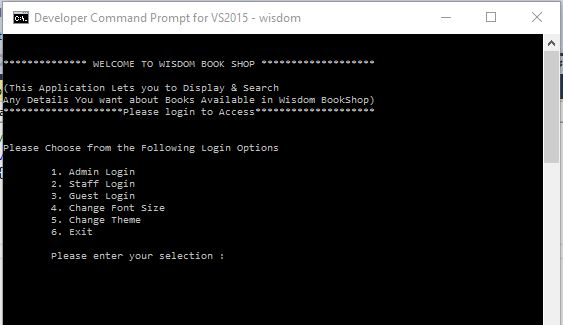 Developer Command Prompt for VS2015 - wisdom
************** WELCOME TO WISDOM BOOK SHOP *******************
(This Application Lets you to Display & Search
Any Details You want about Books Available in Wisdom BookShop)
********************Please login to Access********************
Please Choose from the Following Login Options
1. Admin Login
2. Staff Login
3. Guest Login
4. Change Font Size
5. Change Theme
6. Exit
Please enter your selection :